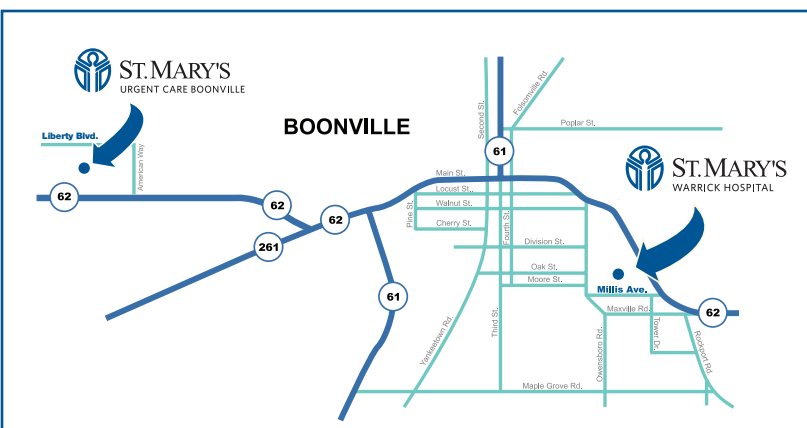 ST. MARY'S
URGENT CARE BOONVILLE
Liberty Blvd.
American Way
62
BOONVILLE
Second St.
Folsomville Rd.
Poplar St.
61
ST. MARY'S
WARRICK HOSPITAL
Main St.
Locust St..
Walnut St.
Pine St.
Cherry St.
Fourth St.
62
62
261
Division St.
Oak St.
Moore St.
61
Millis Ave.
Maxville Rd.
62
Third St.
Yankeetown Rd.
Owensboro Rd.
Tower Dr.
Rockport Rd.
Maple Grove Rd.